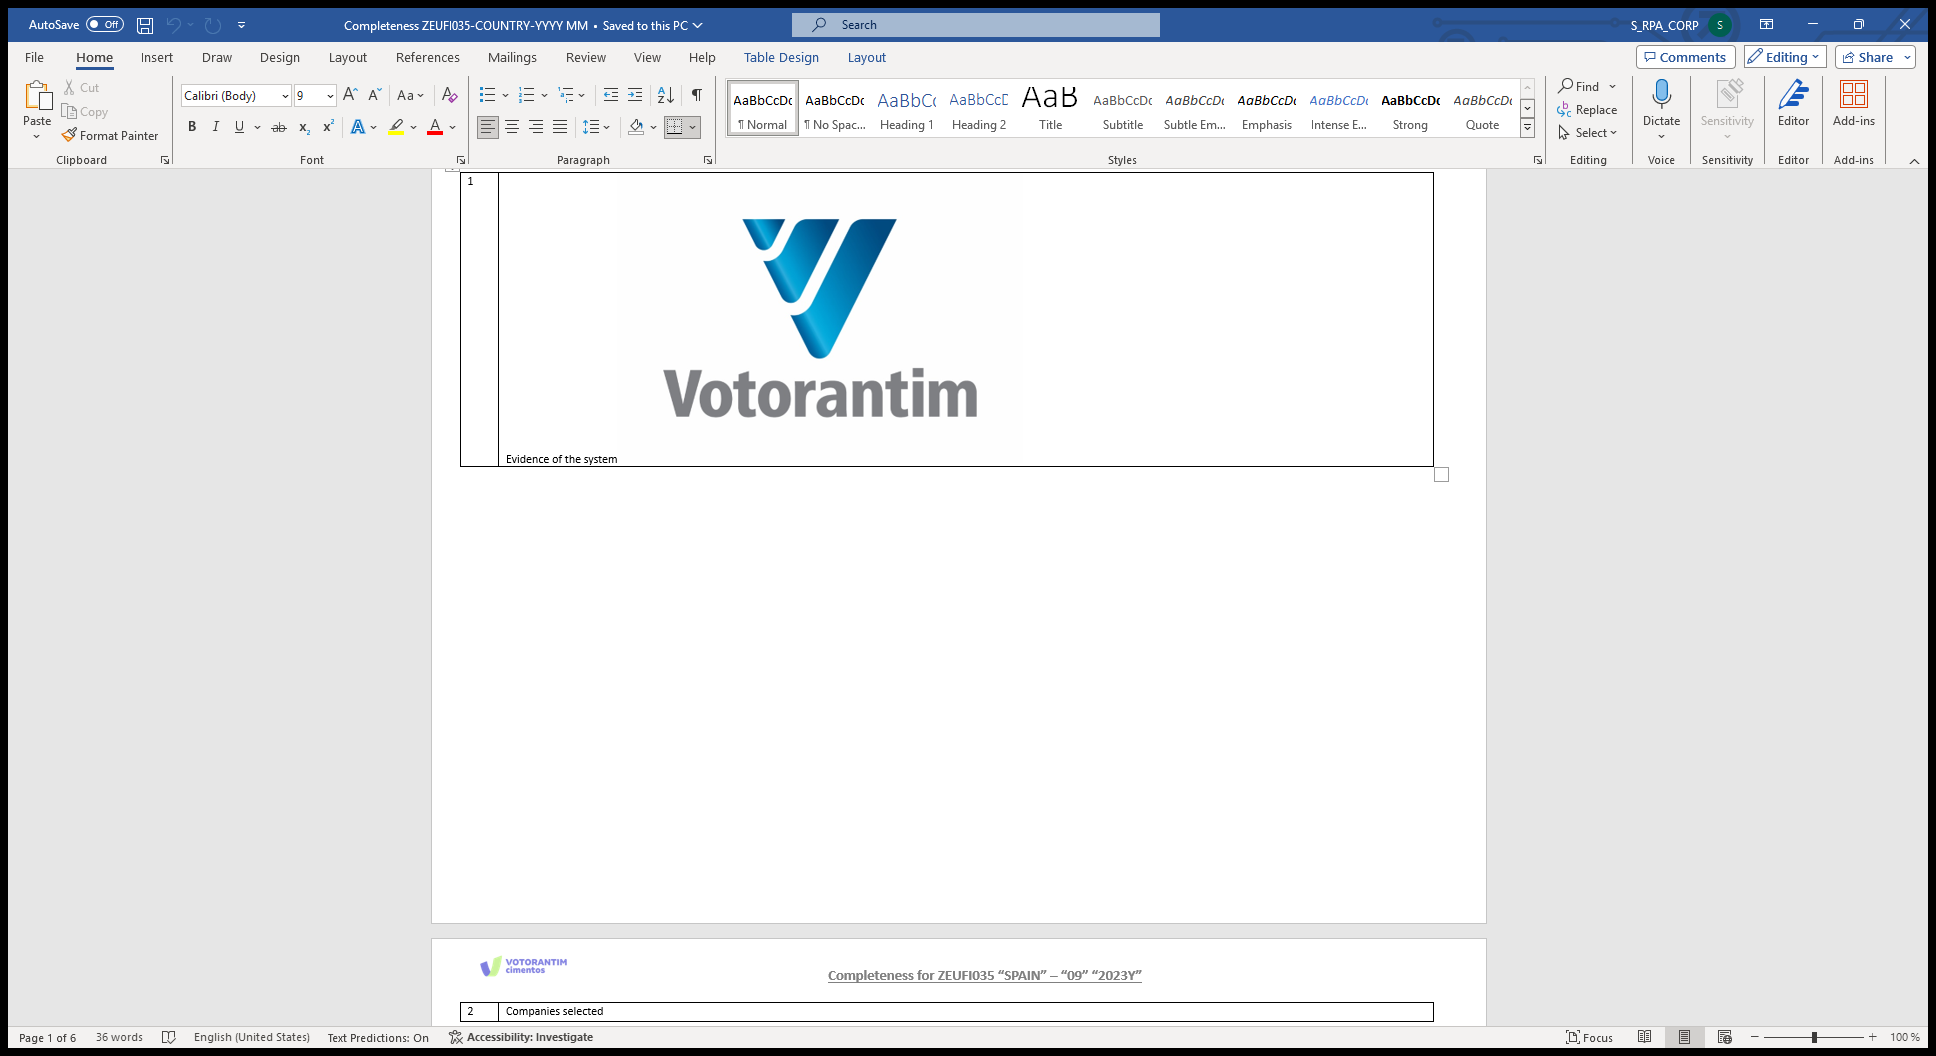 AutoSave Off Completeness ZEUFI035-COUNTRY-YYYY MM • Saved to this PC Search S_RPA_CORP S
File Home Insert Draw Design Layout References Mailings Review View Help Table Design Layout Comments Editing Share
Paste
Cut
Copy
Format Painter
Clipboard
Calibri (Body) 9 A A Aa A
B I U ab x₂ x² A A
Font
Paragraph
AaBbCcDc AaBbCcDc AaBbCc AaBbCcD AaB AaBbCcDc AaBbCcDc AaBbCcDc AaBbCcDc AaBbCcDc AaBbCcDc
¶ Normal ¶ No Spac... Heading 1 Heading 2 Title Subtitle Subtle Em... Emphasis Intense E... Strong Quote
Styles
Find
Replace
Select
Editing
Dictate
Voice
Sensitivity
Sensitivity
Editor
Editor
Add-ins
Add-ins
1
Votorantim
Evidence of the system
VOTORANTIM
cimentos
Completeness for ZEUFI035 “SPAIN” – “09” “2023Y”
2 Companies selected
Page 1 of 6 36 words English (United States) Text Predictions: On Accessibility: Investigate Focus 100 %